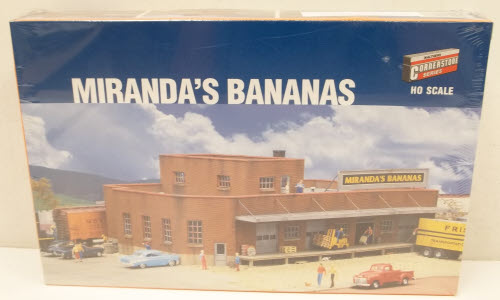 CORNERSTONE
SERIES
HO SCALE
MIRANDA'S BANANAS
MIRANDA'S BANANAS